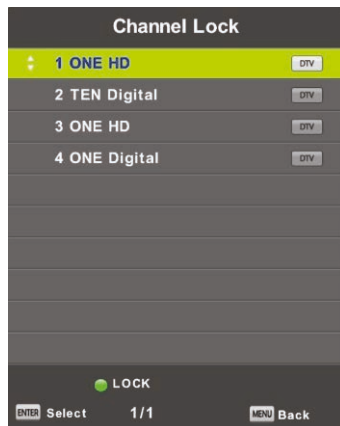 Channel Lock
1 ONE HD DTV
2 TEN Digital DTV
3 ONE HD DTV
4 ONE Digital DTV
LOCK
ENTER Select 1/1 MENU Back